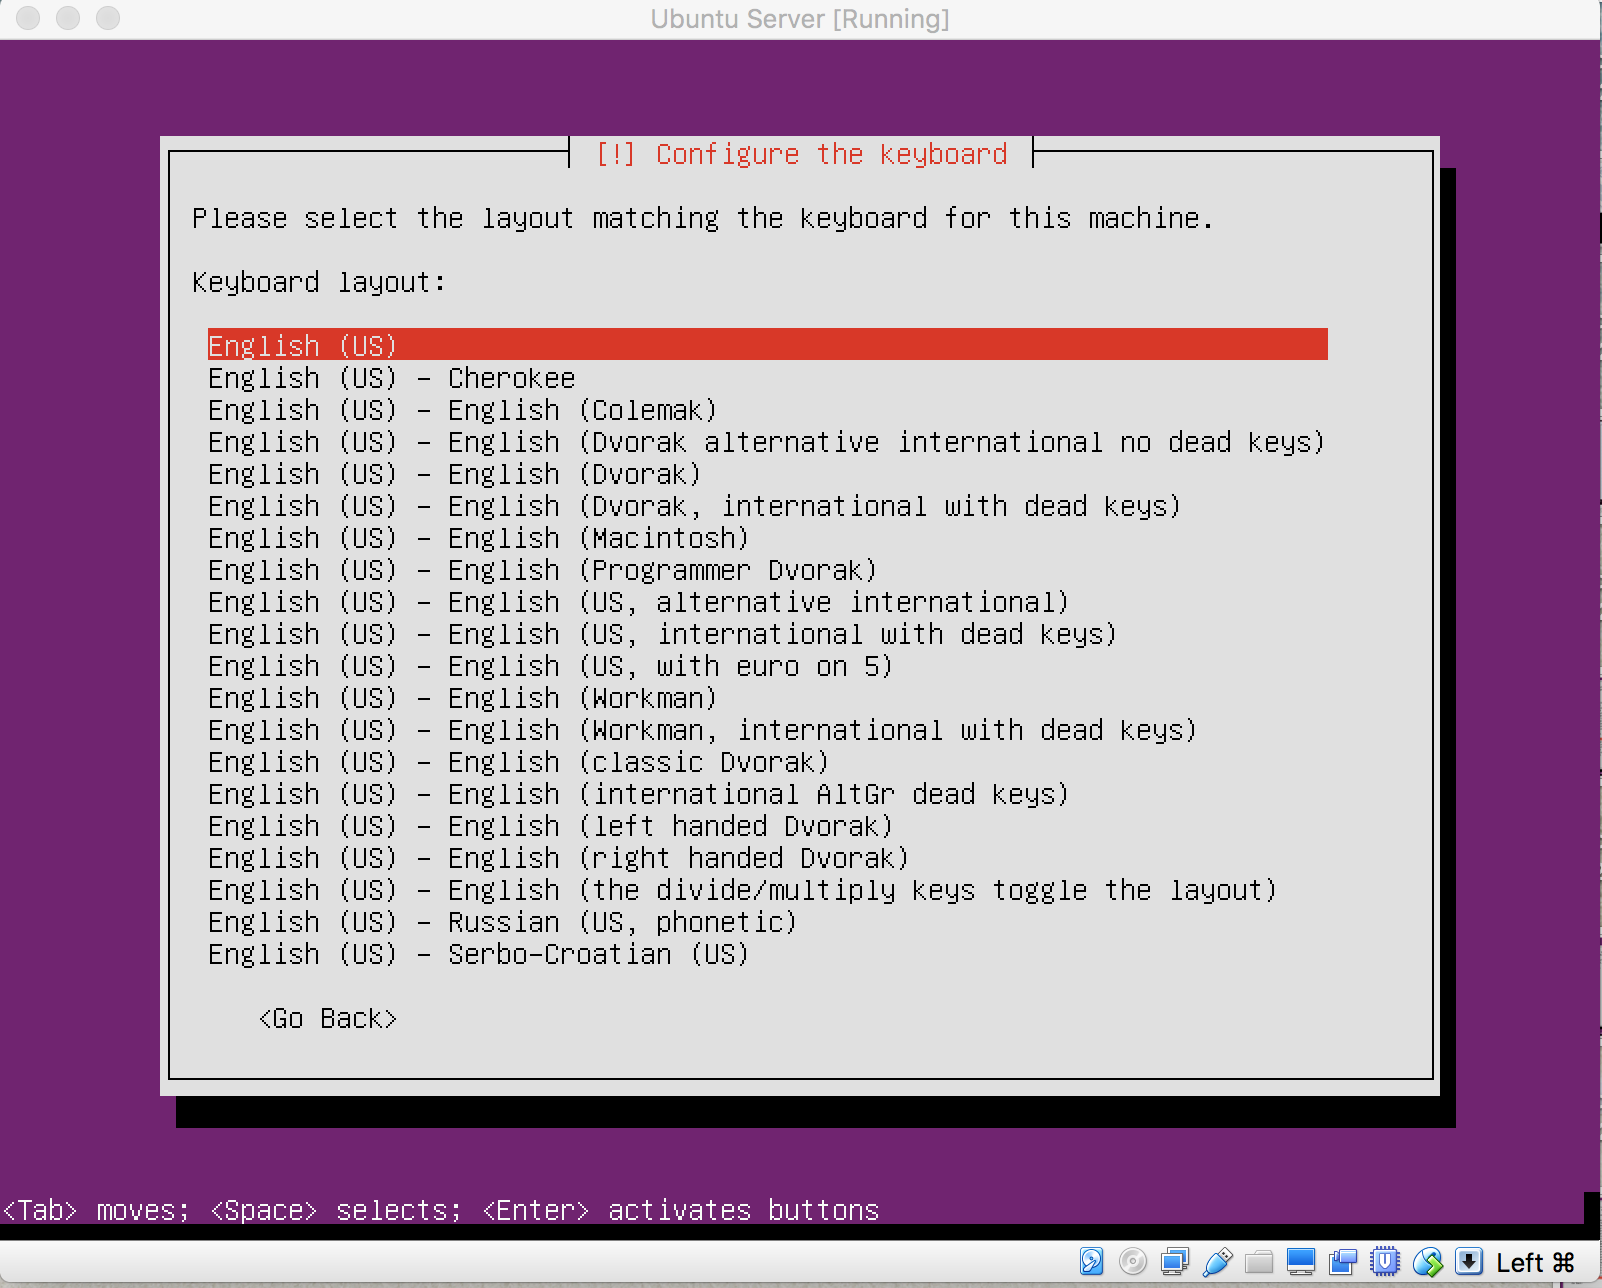 Ubuntu Server [Running]
[!] Configure the keyboard
Please select the layout matching the keyboard for this machine.
Keyboard layout:
English (US)
English (US) - Cherokee
English (US) - English (Colemak)
English (US) - English (Dvorak alternative international no dead keys)
English (US) - English (Dvorak)
English (US) - English (Dvorak, international with dead keys)
English (US) - English (Macintosh)
English (US) - English (Programmer Dvorak)
English (US) - English (US, alternative international)
English (US) - English (US, international with dead keys)
English (US) - English (US, with euro on 5)
English (US) - English (Workman)
English (US) - English (Workman, international with dead keys)
English (US) - English (classic Dvorak)
English (US) - English (international AltGr dead keys)
English (US) - English (left handed Dvorak)
English (US) - English (right handed Dvorak)
English (US) - English (the divide/multiply keys toggle the layout)
English (US) - Russian (US, phonetic)
English (US) - Serbo-Croatian (US)
<Go Back>
<Tab> moves; <Space> selects; <Enter> activates buttons
Left ⌘